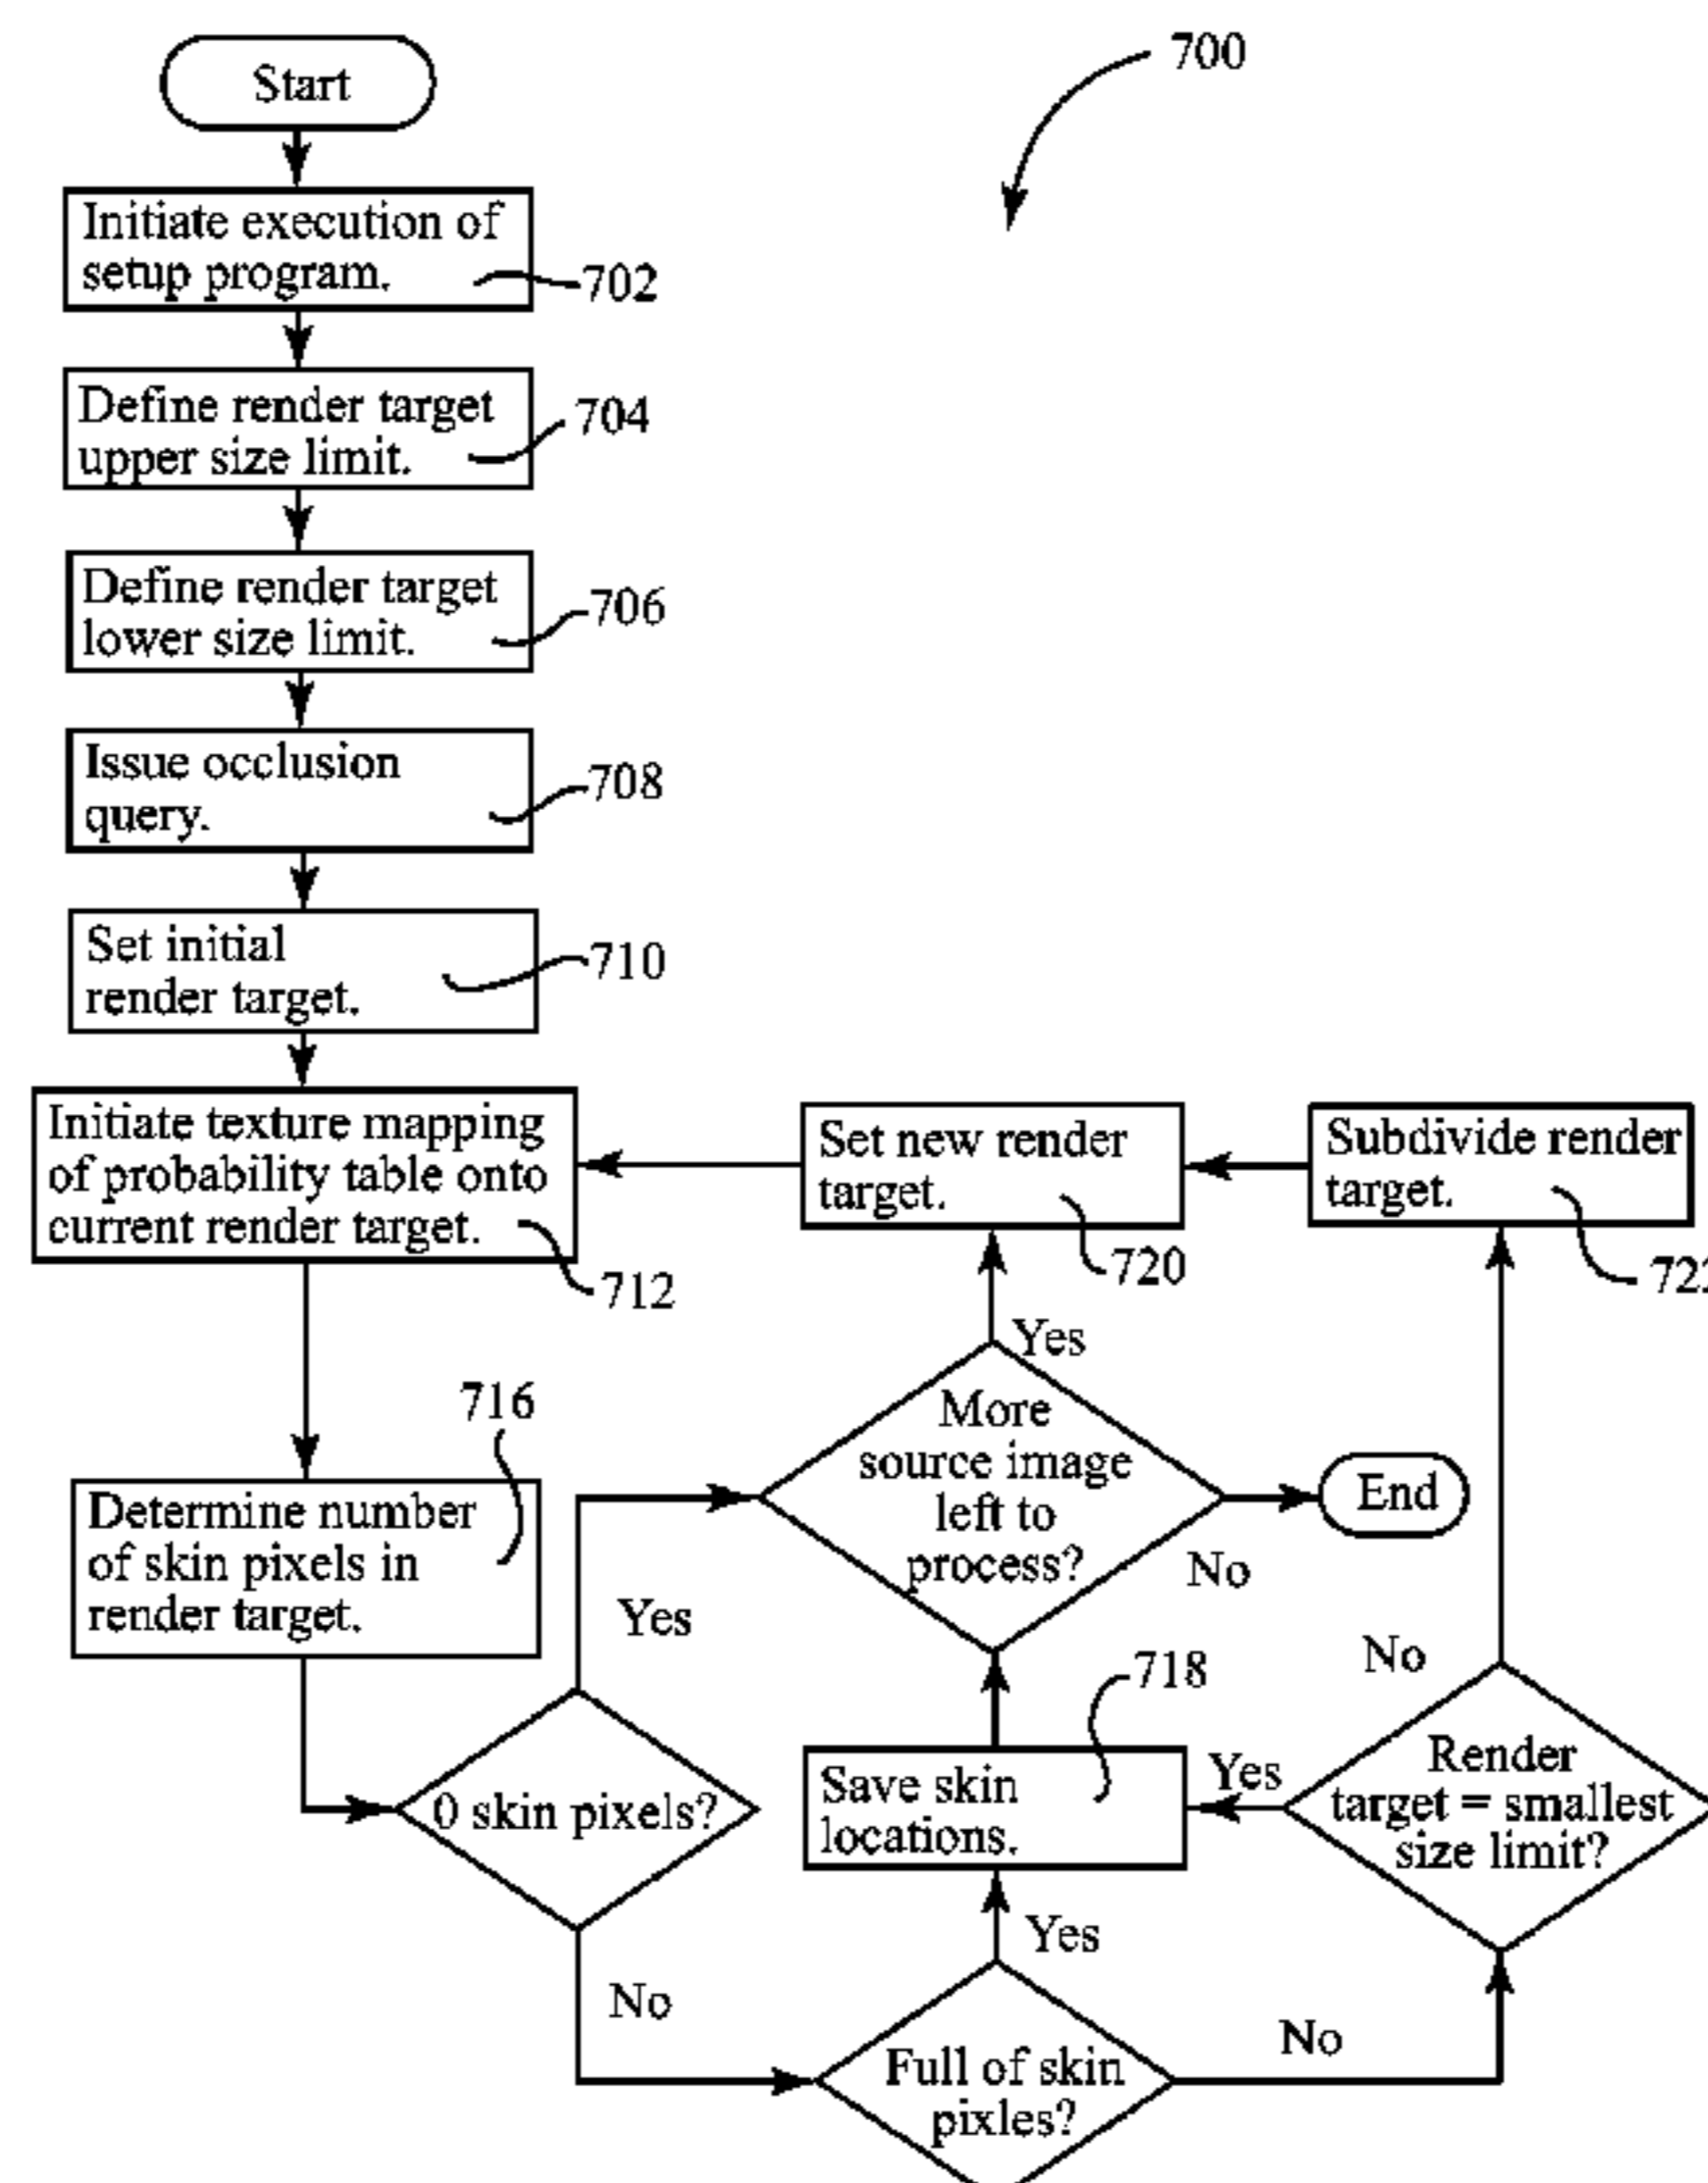 Start
700
Initiate execution of
setup program.
702
Define render target
upper size limit.
704
Define render target
lower size limit.
706
Issue occlusion
query.
708
Set initial
render target.
710
Initiate texture mapping
of probability table onto
current render target.
712
Set new render
target.
720
Subdivide render
target.
Yes
More
source image
left to
process?
End
No
716
Determine number
of skin pixels in
render target.
Yes
0 skin pixels?
No
718
Save skin
locations.
Yes
No
Render
target = smallest
size limit?
Yes
Full of skin
pixles?
No